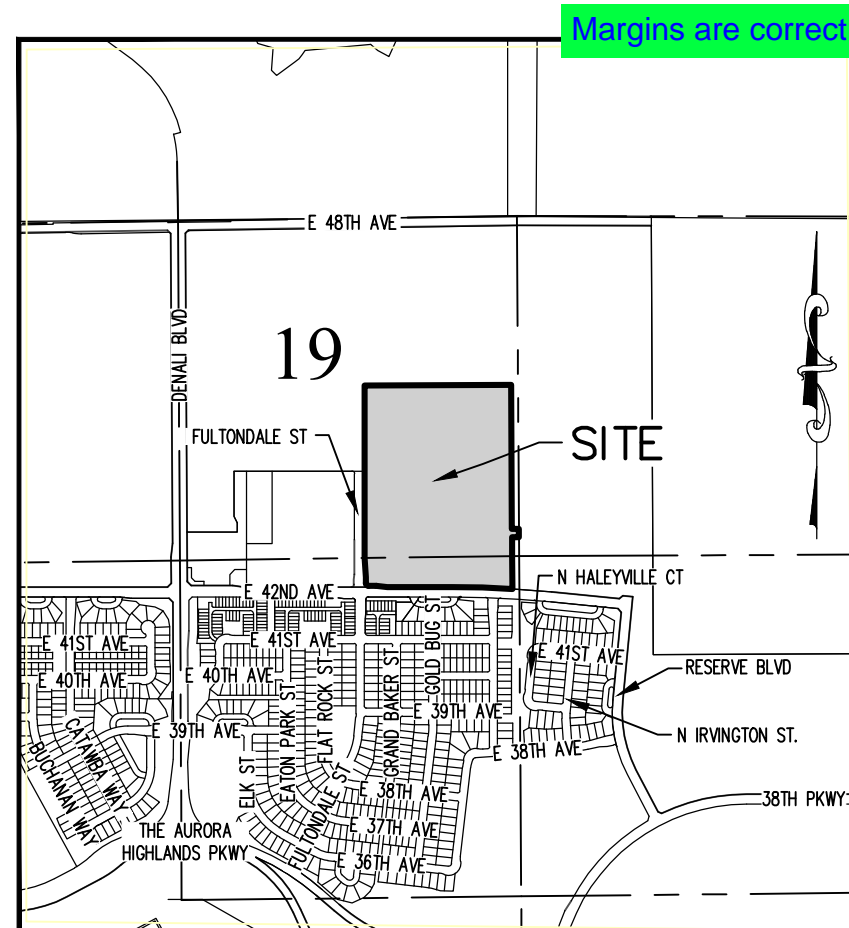 Margins are correct
E 48TH AVE
DENALI BLVD
19
FULTONDALE ST
SITE
N HALEYVILLE CT
E 42ND AVE
E 41ST AVE
E 41ST AVE
E 41ST AVE
GOLD BUG ST
E 40TH AVE
E 40TH AVE
RESERVE BLVD
FLAT ROCK ST
GRAND BAKER ST
EATON PARK ST
E 39TH AVE
E 39TH AVE
N IRVINGTON ST.
CATAWBA WAY
BUCHANAN WAY
E 38TH AVE
ELK ST
E 38TH AVE
38TH PKWY
FULTONDALE ST
THE AURORA
HIGHLANDS PKWY
E 37TH AVE
E 36TH AVE